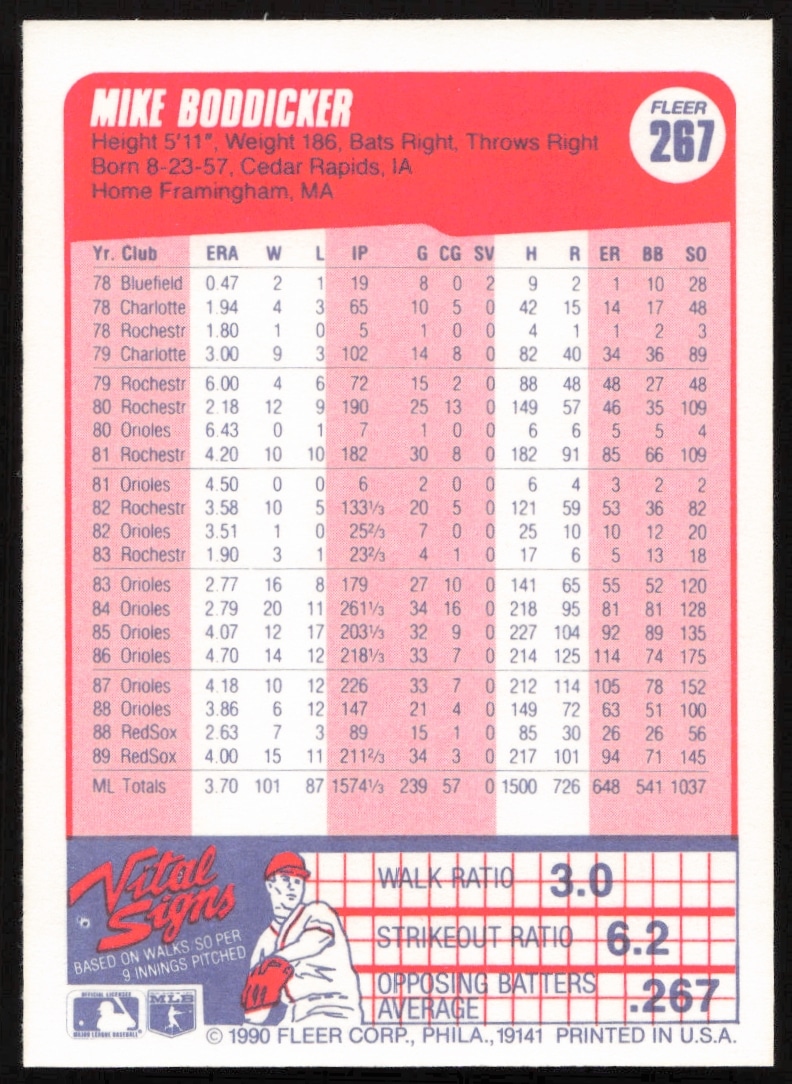 MIKE BODDICKER
FLEER
267
Height 5'11", Weight 186, Bats Right, Throws Right
Born 8-23-57, Cedar Rapids, IA
Home Framingham, MA
Yr. Club ERA W L IP G CG SV H R ER BB SO
78 Bluefield 0.47 2 1 19 8 0 2 9 2 1 10 28
78 Charlotte 1.94 4 3 65 10 5 0 42 15 14 17 48
78 Rochestr 1.80 1 0 5 1 0 0 4 1 1 2 3
79 Charlotte 3.00 9 3 102 14 8 0 82 40 34 36 89
79 Rochestr 6.00 4 6 72 15 2 0 88 48 48 27 48
80 Rochestr 2.18 12 9 190 25 13 0 149 57 46 35 109
80 Orioles 6.43 0 1 7 1 0 0 6 6 5 5 4
81 Rochestr 4.20 10 10 182 30 8 0 182 91 85 66 109
81 Orioles 4.50 0 0 6 2 0 0 6 4 3 2 2
82 Rochestr 3.58 10 5 133⅓ 20 5 0 121 59 53 36 82
82 Orioles 3.51 1 0 25⅔ 7 0 0 25 10 10 12 20
83 Rochestr 1.90 3 1 23⅔ 4 1 0 17 6 5 13 18
83 Orioles 2.77 16 8 179 27 10 0 141 65 55 52 120
84 Orioles 2.79 20 11 261⅓ 34 16 0 218 95 81 81 128
85 Orioles 4.07 12 17 203⅓ 32 9 0 227 104 92 89 135
86 Orioles 4.70 14 12 218⅓ 33 7 0 214 125 114 74 175
87 Orioles 4.18 10 12 226 33 7 0 212 114 105 78 152
88 Orioles 3.86 6 12 147 21 4 0 149 72 63 51 100
88 RedSox 2.63 7 3 89 15 1 0 85 30 26 26 56
89 RedSox 4.00 15 11 211⅔ 34 3 0 217 101 94 71 145
ML Totals 3.70 101 87 1574⅓ 239 57 0 1500 726 648 541 1037
Vital
Signs
BASED ON WALKS/SO PER
9 INNINGS PITCHED
WALK RATIO 3.0
STRIKEOUT RATIO 6.2
OPPOSING BATTERS
AVERAGE .267
OFFICIAL LICENSEE
MAJOR LEAGUE BASEBALL
MLB
© 1990 FLEER CORP., PHILA., 19141 PRINTED IN U.S.A.